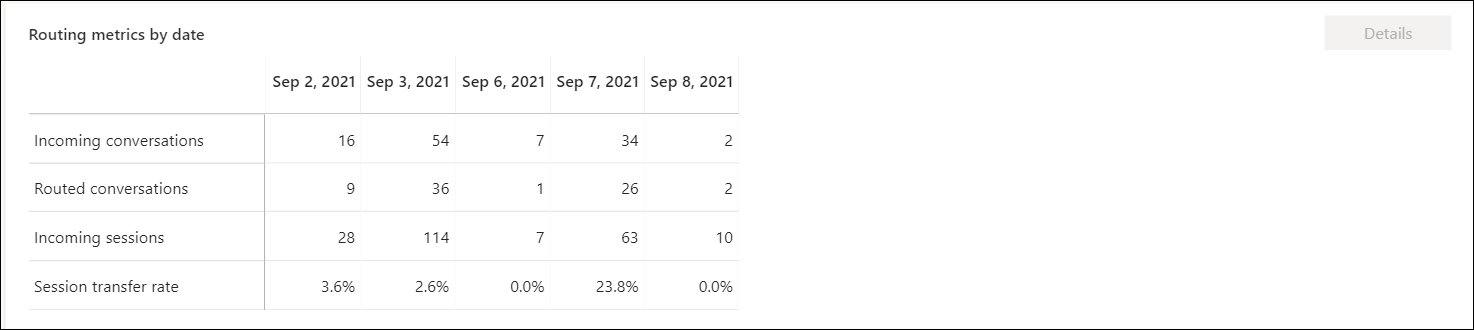 Routing metrics by date
Details
Sep 2, 2021 Sep 3, 2021 Sep 6, 2021 Sep 7, 2021 Sep 8, 2021
Incoming conversations 16 54 7 34 2
Routed conversations 9 36 1 26 2
Incoming sessions 28 114 7 63 10
Session transfer rate 3.6% 2.6% 0.0% 23.8% 0.0%